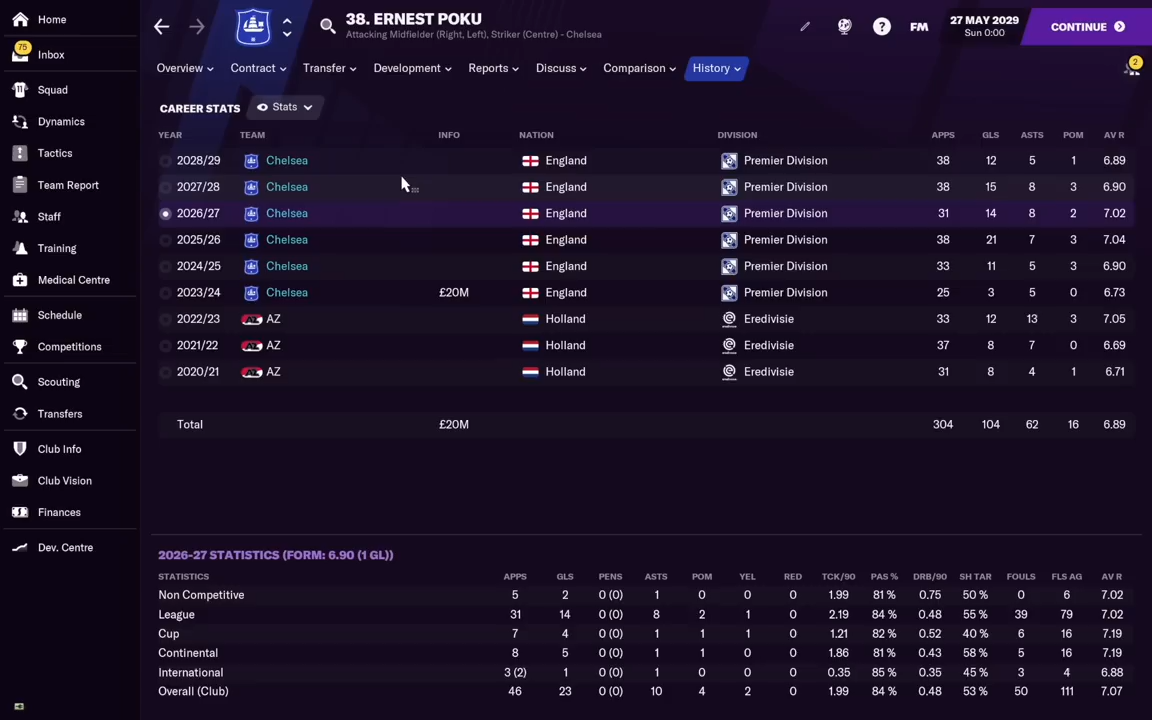 Home
75
Inbox
Squad
Dynamics
Tactics
Team Report
Staff
Training
Medical Centre
Schedule
Competitions
Scouting
Transfers
Club Info
Club Vision
Finances
Dev. Centre
38. ERNEST POKU
Attacking Midfielder (Right, Left), Striker (Centre) - Chelsea
? FM
27 MAY 2029
Sun 0:00
CONTINUE
Overview Contract Transfer Development Reports Discuss Comparison History
2
CAREER STATS Stats
YEAR TEAM INFO NATION DIVISION APPS GLS ASTS POM AV R
2028/29 Chelsea England Premier Division 38 12 5 1 6.89
2027/28 Chelsea England Premier Division 38 15 8 3 6.90
2026/27 Chelsea England Premier Division 31 14 8 2 7.02
2025/26 Chelsea England Premier Division 38 21 7 3 7.04
2024/25 Chelsea England Premier Division 33 11 5 3 6.90
2023/24 Chelsea £20M England Premier Division 25 3 5 0 6.73
2022/23 AZ Holland Eredivisie 33 12 13 3 7.05
2021/22 AZ Holland Eredivisie 37 8 7 0 6.69
2020/21 AZ Holland Eredivisie 31 8 4 1 6.71
Total £20M 304 104 62 16 6.89
2026-27 STATISTICS (FORM: 6.90 (1 GL))
STATISTICS APPS GLS PENS ASTS POM YEL RED TCK/90 PAS % DRB/90 SH TAR FOULS FLS AG AV R
Non Competitive 5 2 0 (0) 1 0 0 0 1.99 81 % 0.75 50 % 0 6 7.02
League 31 14 0 (0) 8 2 1 0 2.19 84 % 0.48 55 % 39 79 7.02
Cup 7 4 0 (0) 1 1 1 0 1.21 82 % 0.52 40 % 6 16 7.19
Continental 8 5 0 (0) 1 1 0 0 1.86 81 % 0.43 58 % 5 16 7.19
International 3 (2) 1 0 (0) 1 0 0 0 0.35 85 % 0.35 45 % 3 4 6.88
Overall (Club) 46 23 0 (0) 10 4 2 0 1.99 84 % 0.48 53 % 50 111 7.07